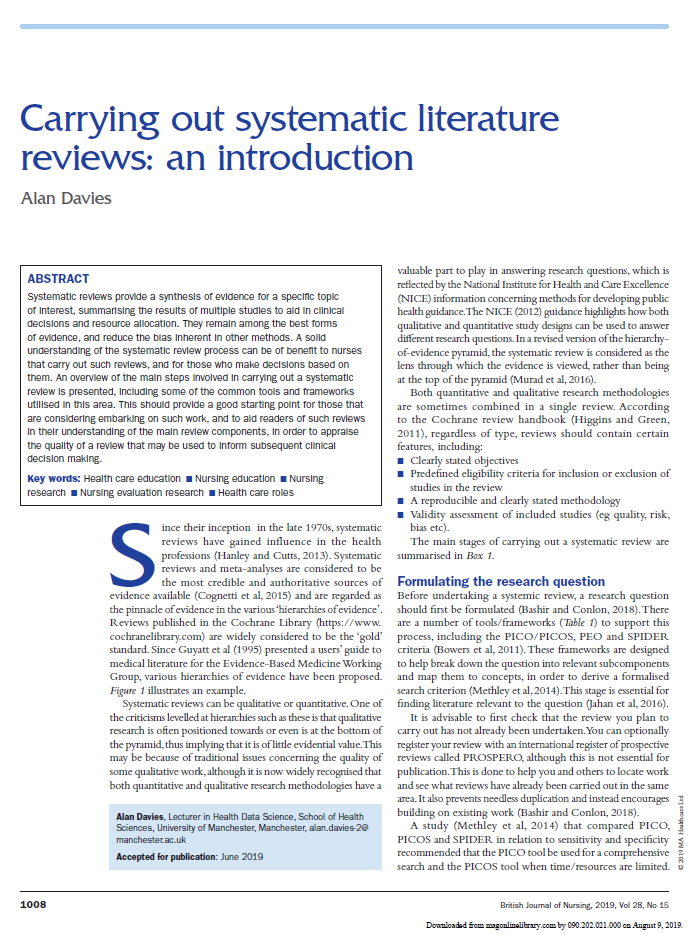 Carrying out systematic literature
reviews: an introduction
Alan Davies
ABSTRACT
Systematic reviews provide a synthesis of evidence for a specific topic
of interest, summarising the results of multiple studies to aid in clinical
decisions and resource allocation. They remain among the best forms
of evidence, and reduce the bias inherent in other methods. A solid
understanding of the systematic review process can be of benefit to nurses
that carry out such reviews, and for those who make decisions based on
them. An overview of the main steps involved in carrying out a systematic
review is presented, including some of the common tools and frameworks
utilised in this area. This should provide a good starting point for those that
are considering embarking on such work, and to aid readers of such reviews
in their understanding of the main review components, in order to appraise
the quality of a review that may be used to inform subsequent clinical
decision making.
Key words: Health care education ■ Nursing education ■ Nursing
research ■ Nursing evaluation research ■ Health care roles
Since their inception in the late 1970s, systematic
reviews have gained influence in the health
professions (Hanley and Cutts, 2013). Systematic
reviews and meta-analyses are considered to be
the most credible and authoritative sources of
evidence available (Cognetti et al, 2015) and are regarded as
the pinnacle of evidence in the various 'hierarchies of evidence'.
Reviews published in the Cochrane Library (https://www.
cochranelibrary.com) are widely considered to be the 'gold'
standard. Since Guyatt et al (1995) presented a users' guide to
medical literature for the Evidence-Based Medicine Working
Group, various hierarchies of evidence have been proposed.
Figure 1 illustrates an example.
Systematic reviews can be qualitative or quantitative. One of
the criticisms levelled at hierarchies such as these is that qualitative
research is often positioned towards or even is at the bottom of
the pyramid, thus implying that it is of little evidential value. This
may be because of traditional issues concerning the quality of
some qualitative work, although it is now widely recognised that
both quantitative and qualitative research methodologies have a
Alan Davies, Lecturer in Health Data Science, School of Health
Sciences, University of Manchester, Manchester, alan.davies-2@
manchester.ac.uk
Accepted for publication: June 2019
valuable part to play in answering research questions, which is
reflected by the National Institute for Health and Care Excellence
(NICE) information concerning methods for developing public
health guidance. The NICE (2012) guidance highlights how both
qualitative and quantitative study designs can be used to answer
different research questions. In a revised version of the hierarchy-
of-evidence pyramid, the systematic review is considered as the
lens through which the evidence is viewed, rather than being
at the top of the pyramid (Murad et al, 2016).
Both quantitative and qualitative research methodologies
are sometimes combined in a single review. According
to the Cochrane review handbook (Higgins and Green,
2011), regardless of type, reviews should contain certain
features, including:
■ Clearly stated objectives
■ Predefined eligibility criteria for inclusion or exclusion of
studies in the review
■ A reproducible and clearly stated methodology
■ Validity assessment of included studies (eg quality, risk,
bias etc).
The main stages of carrying out a systematic review are
summarised in Box 1.
Formulating the research question
Before undertaking a systemic review, a research question
should first be formulated (Bashir and Conlon, 2018). There
are a number of tools/frameworks (Table 1) to support this
process, including the PICO/PICOS, PEO and SPIDER
criteria (Bowers et al, 2011). These frameworks are designed
to help break down the question into relevant subcomponents
and map them to concepts, in order to derive a formalised
search criterion (Methley et al, 2014). This stage is essential for
finding literature relevant to the question (Jahan et al, 2016).
It is advisable to first check that the review you plan to
carry out has not already been undertaken. You can optionally
register your review with an international register of prospective
reviews called PROSPERO, although this is not essential for
publication. This is done to help you and others to locate work
and see what reviews have already been carried out in the same
area. It also prevents needless duplication and instead encourages
building on existing work (Bashir and Conlon, 2018).
A study (Methley et al, 2014) that compared PICO,
PICOS and SPIDER in relation to sensitivity and specificity
recommended that the PICO tool be used for a comprehensive
search and the PICOS tool when time/resources are limited.
© 2019 MA Healthcare Ltd
1008
British Journal of Nursing, 2019, Vol 28, No 15
Downloaded from magonlinelibrary.com by 090.202.021.000 on August 9, 2019.